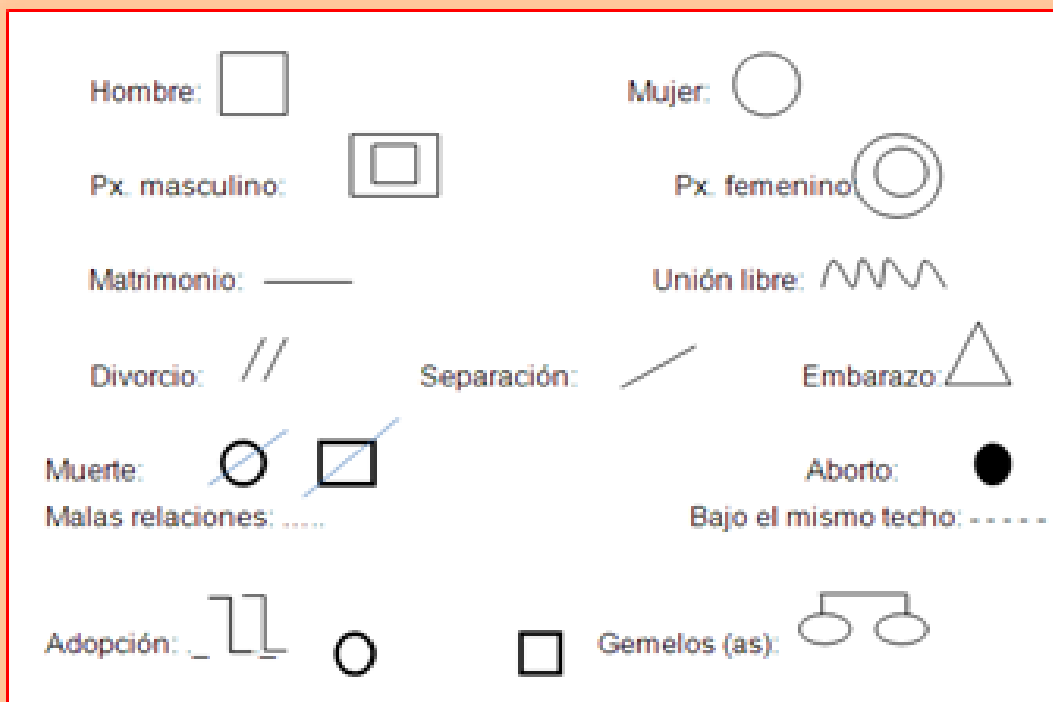 Hombre: Mujer:
Px. masculino: Px. femenino
Matrimonio: Unión libre:
Divorcio: Separación: Embarazo:
Muerte: Aborto:
Malas relaciones: ..... Bajo el mismo techo: - - - - -
Adopción: Gemelos (as):